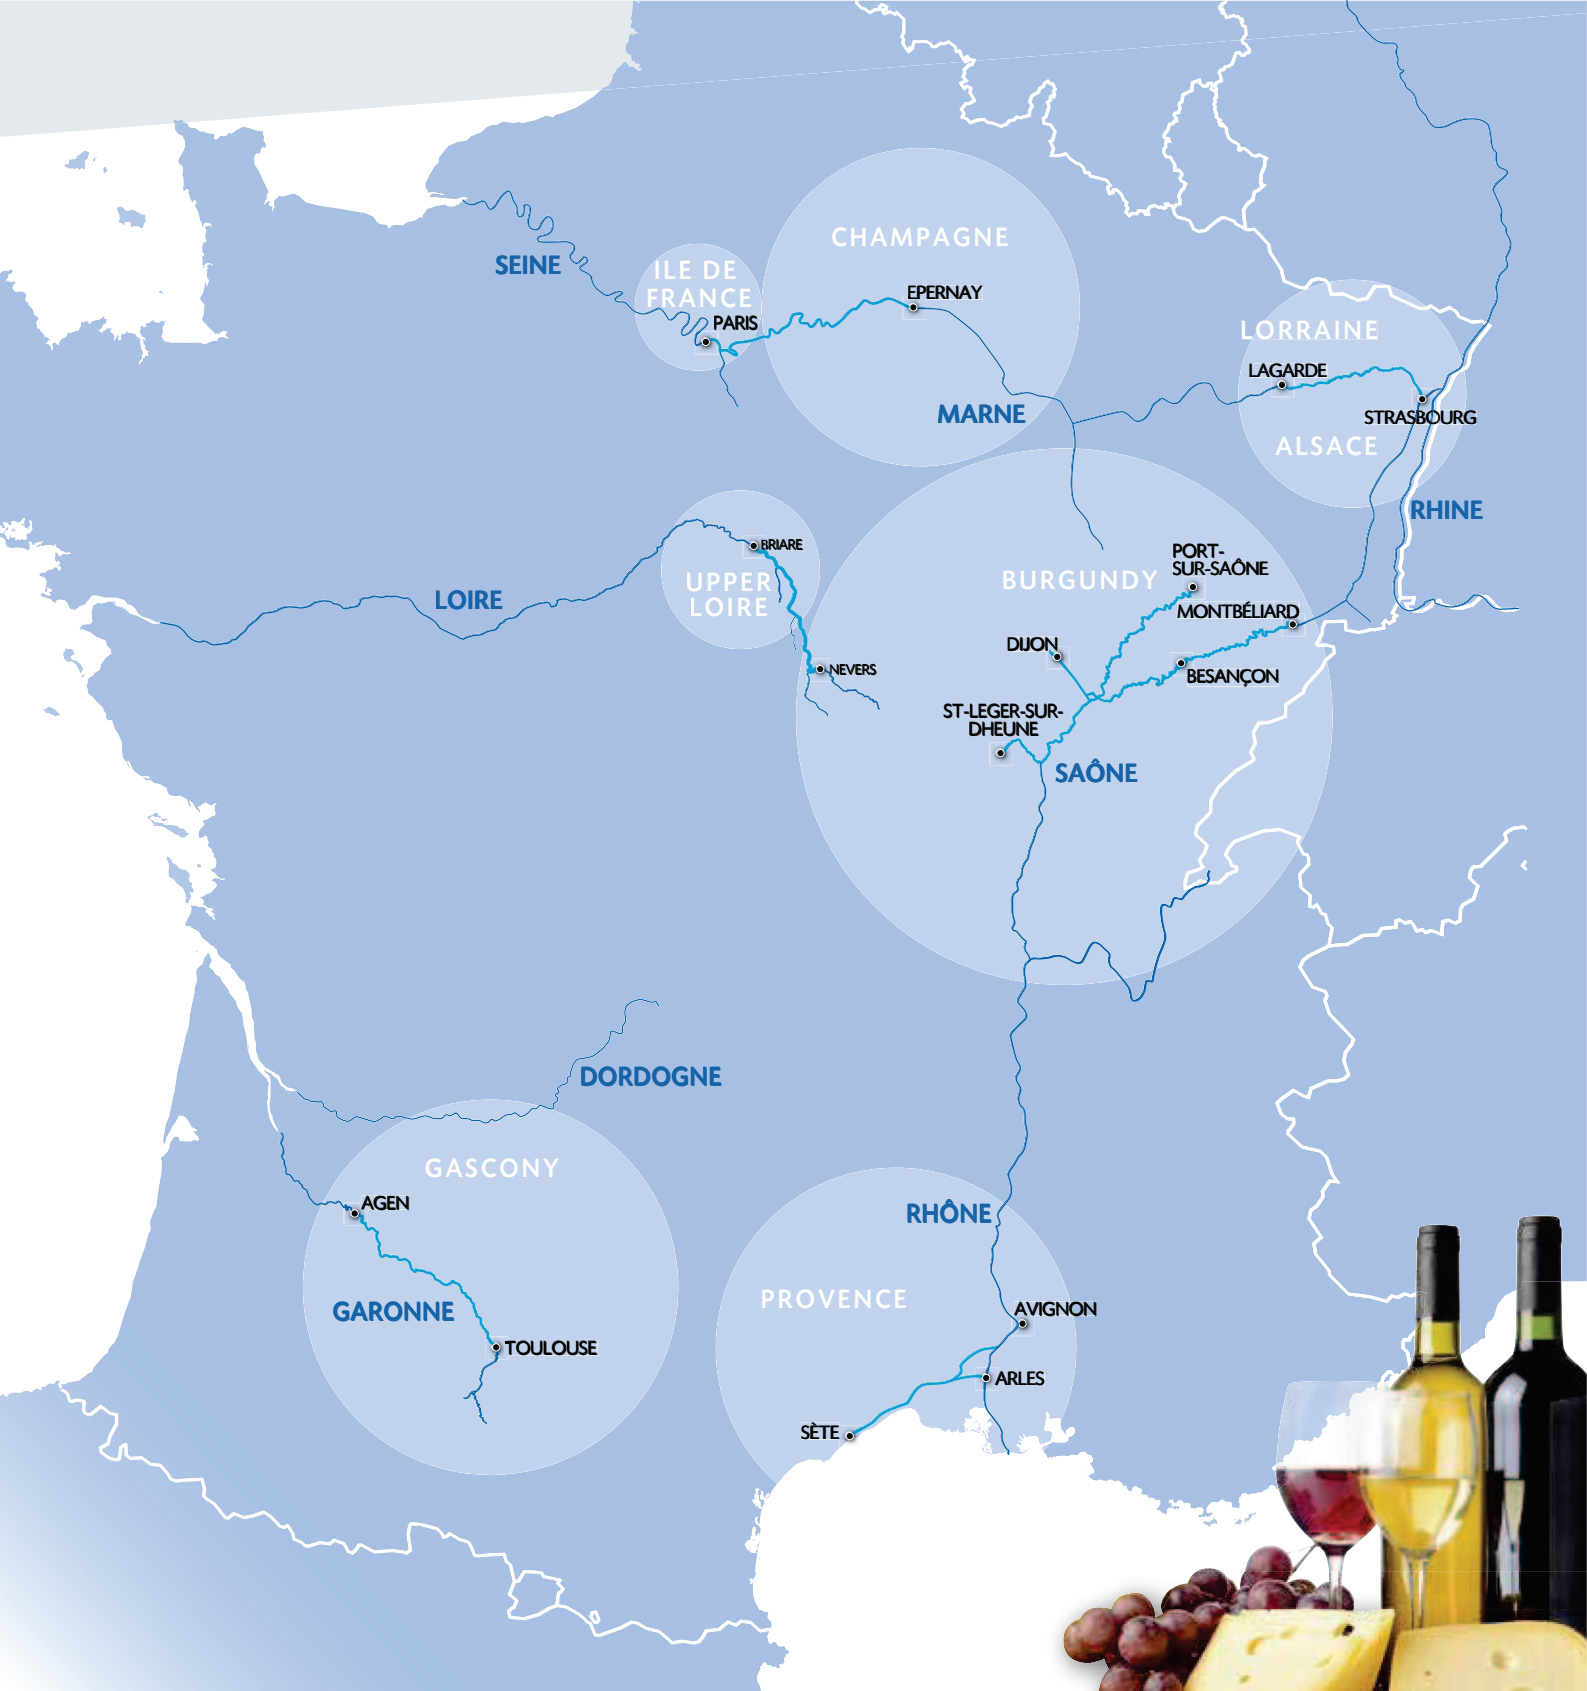 CHAMPAGNE
SEINE
ILE DE
FRANCE
EPERNAY
PARIS
LORRAINE
LAGARDE
MARNE
STRASBOURG
ALSACE
RHINE
BRIARE
PORT-
SUR-SAÔNE
UPPER
LOIRE
BURGUNDY
LOIRE
MONTBÉLIARD
DIJON
NEVERS
BESANÇON
ST-LEGER-SUR-
DHEUNE
SAÔNE
DORDOGNE
GASCONY
AGEN
RHÔNE
PROVENCE
GARONNE
AVIGNON
TOULOUSE
ARLES
SÈTE